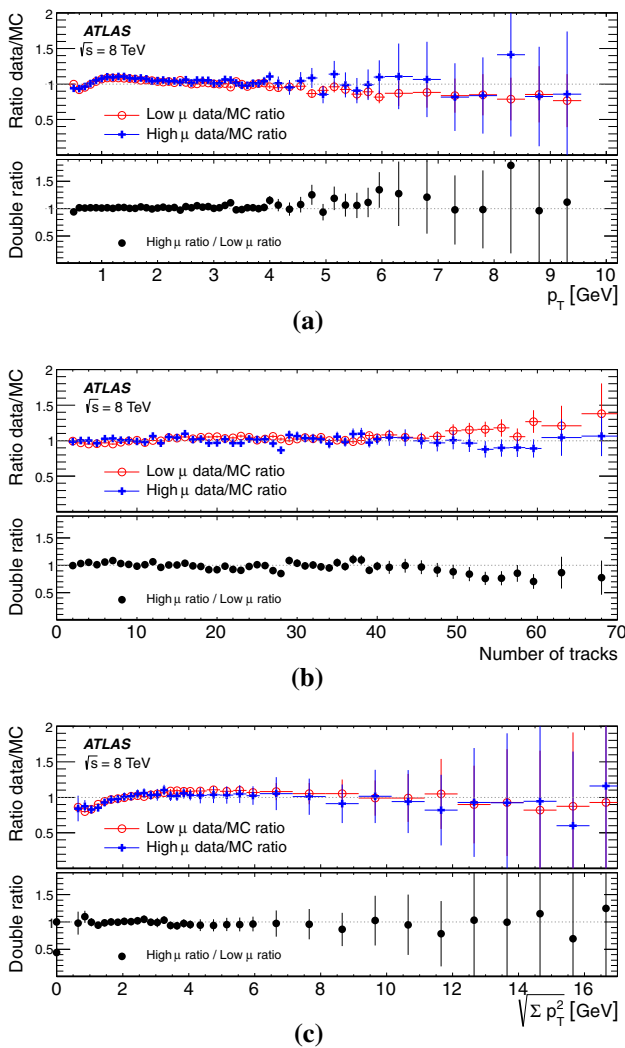 Ratio data/MC
2
1.5
1
0.5
ATLAS
√s = 8 TeV
Low μ data/MC ratio
High μ data/MC ratio
Double ratio
1.5
1
0.5
High μ ratio / Low μ ratio
1 2 3 4 5 6 7 8 9 10
p_T [GeV]
(a)
Ratio data/MC
2
1.5
1
0.5
ATLAS
√s = 8 TeV
Low μ data/MC ratio
High μ data/MC ratio
Double ratio
1.5
1
0.5
High μ ratio / Low μ ratio
0 10 20 30 40 50 60 70
Number of tracks
(b)
Ratio data/MC
2
1.5
1
0.5
ATLAS
√s = 8 TeV
Low μ data/MC ratio
High μ data/MC ratio
Double ratio
1.5
1
0.5
High μ ratio / Low μ ratio
0 2 4 6 8 10 12 14 16
√Σ p_T^2 [GeV]
(c)